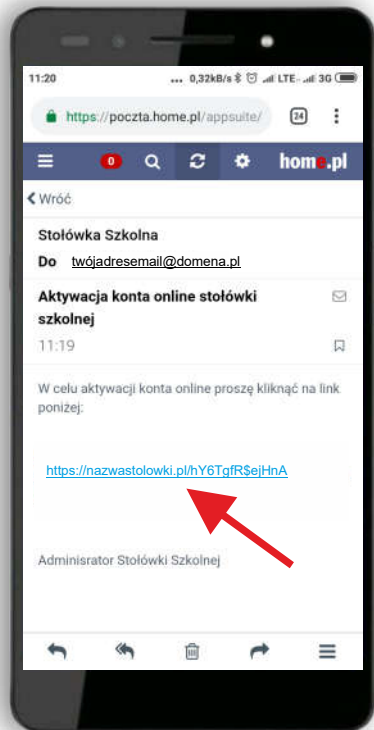 11:20 ... 0,32kB/s LTE 3G
https://poczta.home.pl/appsuite/ 24
0 home.pl
Wróć
Stołówka Szkolna
Do twójadresemail@domena.pl
Aktywacja konta online stołówki
szkolnej
11:19
W celu aktywacji konta online proszę kliknąć na link
poniżej:
https://nazwastolowki.pl/hY6TgfR$ejHnA
Adminisrator Stołówki Szkolnej